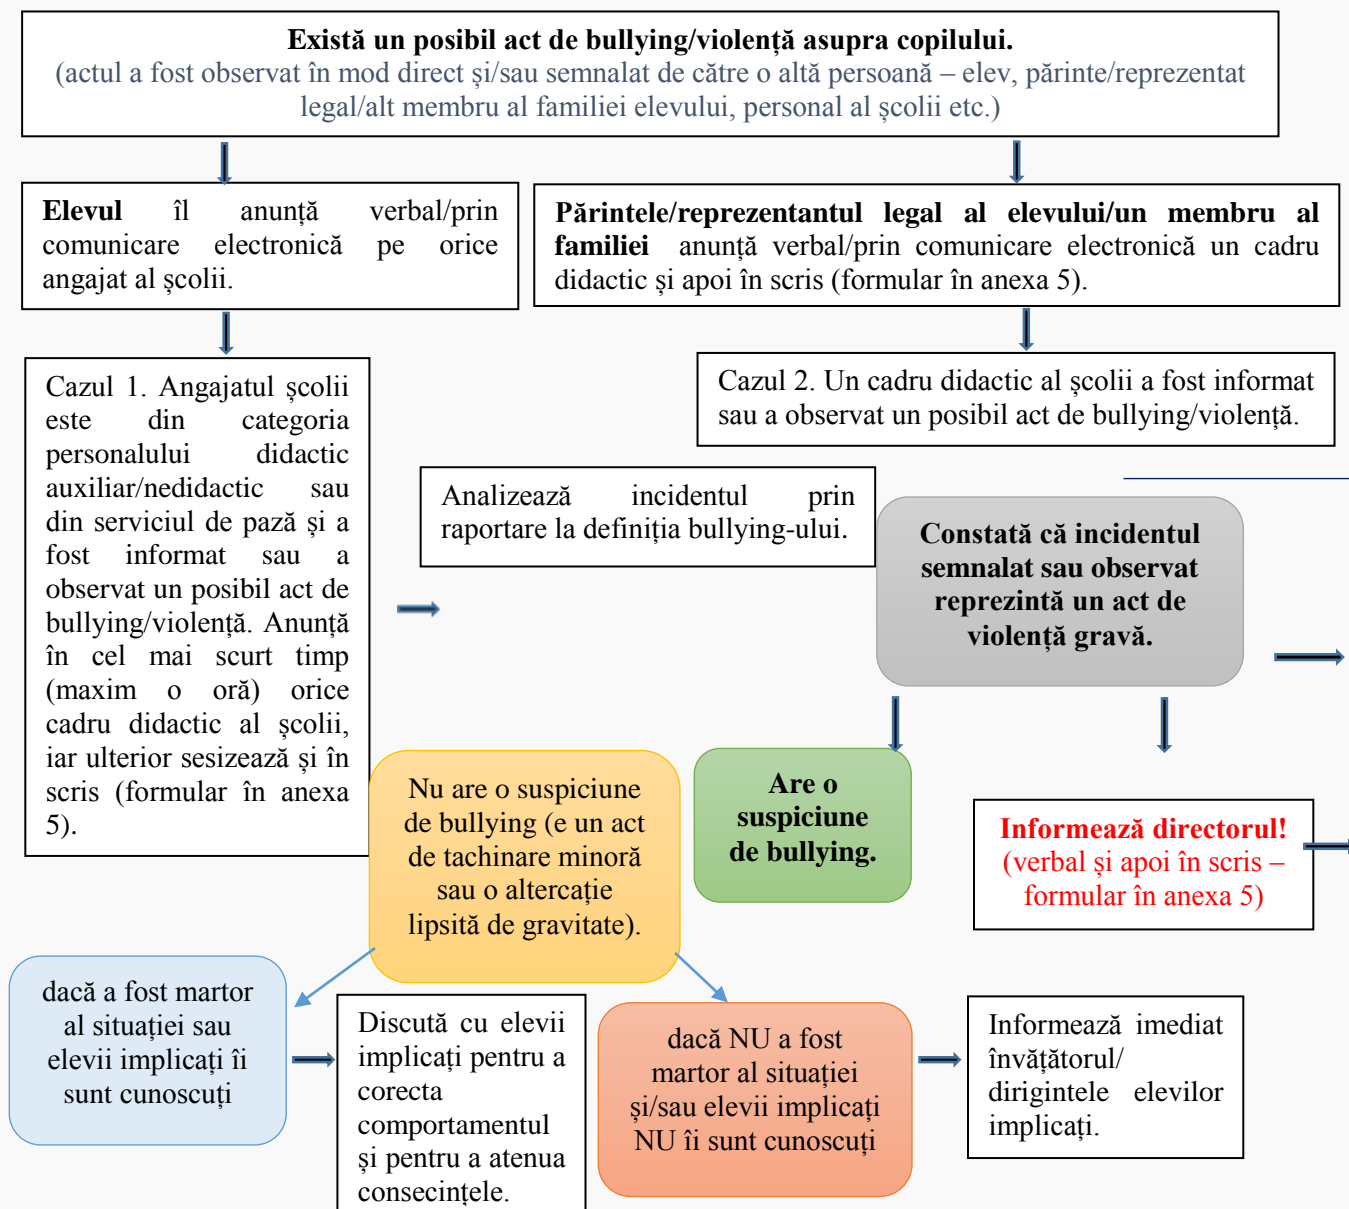 Există un posibil act de bullying/violență asupra copilului.
(actul a fost observat în mod direct și/sau semnalat de către o altă persoană – elev, părinte/reprezentat
legal/alt membru al familiei elevului, personal al școlii etc.)
Elevul îl anunță verbal/prin
comunicare electronică pe orice
angajat al școlii.
Părintele/reprezentantul legal al elevului/un membru al
familiei anunță verbal/prin comunicare electronică un cadru
didactic și apoi în scris (formular în anexa 5).
Cazul 1. Angajatul școlii
este din categoria
personalului didactic
auxiliar/nedidactic sau
din serviciul de pază și a
fost informat sau a
observat un posibil act de
bullying/violență. Anunță
în cel mai scurt timp
(maxim o oră) orice
cadru didactic al școlii,
iar ulterior sesizează și în
scris (formular în anexa
5).
Cazul 2. Un cadru didactic al școlii a fost informat
sau a observat un posibil act de bullying/violență.
Analizează incidentul prin
raportare la definiția bullying-ului.
Constată că incidentul
semnalat sau observat
reprezintă un act de
violență gravă.
Nu are o suspiciune
de bullying (e un act
de tachinare minoră
sau o altercație
lipsită de gravitate).
Are o
suspiciune
de bullying.
Informează directorul!
(verbal și apoi în scris –
formular în anexa 5)
dacă a fost martor
al situației sau
elevii implicați îi
sunt cunoscuți
Discută cu elevii
implicați pentru a
corecta
comportamentul
și pentru a atenua
consecințele.
dacă NU a fost
martor al situației
și/sau elevii implicați
NU îi sunt cunoscuți
Informează imediat
învățătorul/
dirigintele elevilor
implicați.